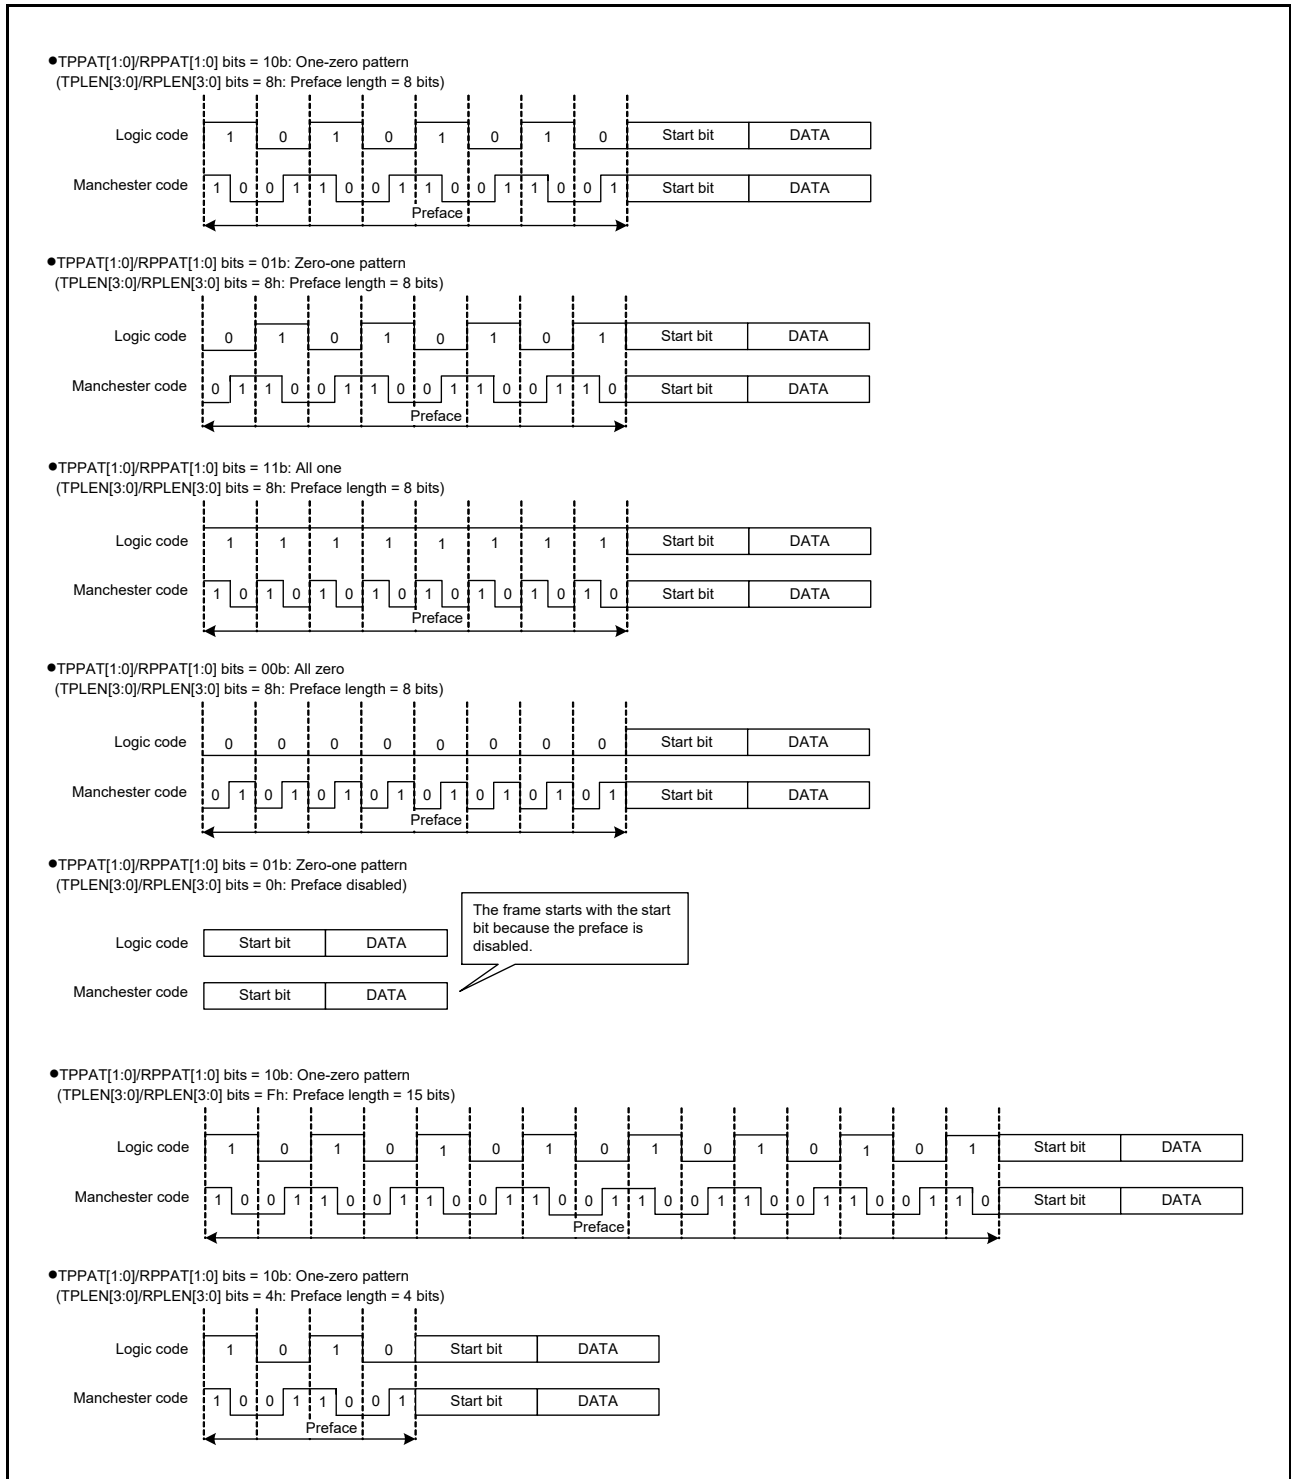 ●TPPAT[1:0]/RPPAT[1:0] bits = 10b: One-zero pattern
(TPLEN[3:0]/RPLEN[3:0] bits = 8h: Preface length = 8 bits)
Logic code 1 0 1 0 1 0 1 0 Start bit DATA
Manchester code 1 0 0 1 1 0 0 1 1 0 0 1 1 0 0 1 Start bit DATA
Preface
●TPPAT[1:0]/RPPAT[1:0] bits = 01b: Zero-one pattern
(TPLEN[3:0]/RPLEN[3:0] bits = 8h: Preface length = 8 bits)
Logic code 0 1 0 1 0 1 0 1 Start bit DATA
Manchester code 0 1 1 0 0 1 1 0 0 1 1 0 0 1 1 0 Start bit DATA
Preface
●TPPAT[1:0]/RPPAT[1:0] bits = 11b: All one
(TPLEN[3:0]/RPLEN[3:0] bits = 8h: Preface length = 8 bits)
Logic code 1 1 1 1 1 1 1 1 Start bit DATA
Manchester code 1 0 1 0 1 0 1 0 1 0 1 0 1 0 1 0 Start bit DATA
Preface
●TPPAT[1:0]/RPPAT[1:0] bits = 00b: All zero
(TPLEN[3:0]/RPLEN[3:0] bits = 8h: Preface length = 8 bits)
Logic code 0 0 0 0 0 0 0 0 Start bit DATA
Manchester code 0 1 0 1 0 1 0 1 0 1 0 1 0 1 0 1 Start bit DATA
Preface
●TPPAT[1:0]/RPPAT[1:0] bits = 01b: Zero-one pattern
(TPLEN[3:0]/RPLEN[3:0] bits = 0h: Preface disabled)
The frame starts with the start
bit because the preface is
disabled.
Logic code Start bit DATA
Manchester code Start bit DATA
●TPPAT[1:0]/RPPAT[1:0] bits = 10b: One-zero pattern
(TPLEN[3:0]/RPLEN[3:0] bits = Fh: Preface length = 15 bits)
Logic code 1 0 1 0 1 0 1 0 1 0 1 0 1 0 1 Start bit DATA
Manchester code 1 0 0 1 1 0 0 1 1 0 0 1 1 0 0 1 1 0 0 1 1 0 0 1 1 0 0 1 1 0 Start bit DATA
Preface
●TPPAT[1:0]/RPPAT[1:0] bits = 10b: One-zero pattern
(TPLEN[3:0]/RPLEN[3:0] bits = 4h: Preface length = 4 bits)
Logic code 1 0 1 0 Start bit DATA
Manchester code 1 0 0 1 1 0 0 1 Start bit DATA
Preface